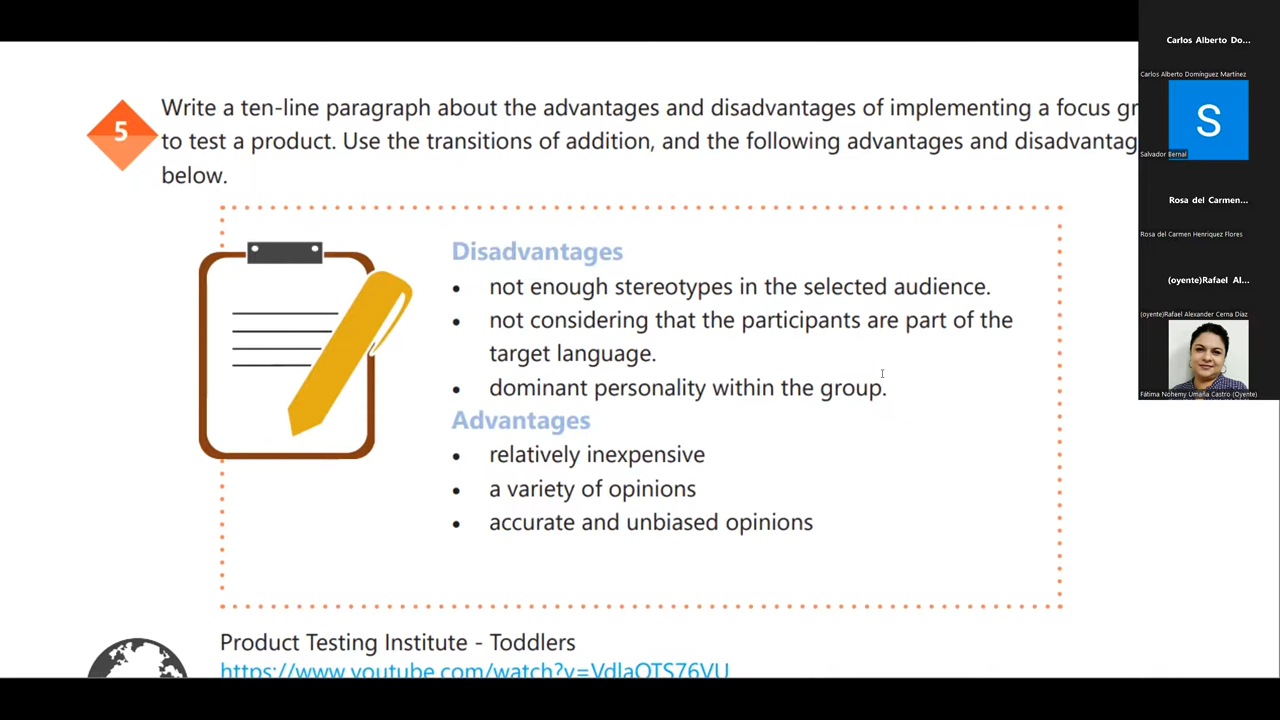 Write a ten-line paragraph about the advantages and disadvantages of implementing a focus gr
5
to test a product. Use the transitions of addition, and the following advantages and disadvantag
below.
Disadvantages
• not enough stereotypes in the selected audience.
• not considering that the participants are part of the
target language.
• dominant personality within the group.
Advantages
• relatively inexpensive
• a variety of opinions
• accurate and unbiased opinions
Product Testing Institute - Toddlers
Carlos Alberto Do...
Carlos Alberto Domínguez Martínez
S
Salvador Bernal
Rosa del Carmen...
Rosa del Carmen Henriquez Flores
(oyente)Rafael Al...
(oyente)Rafael Alexander Cerna Díaz
Fátima Nohemy Umaña Castro (Oyente)